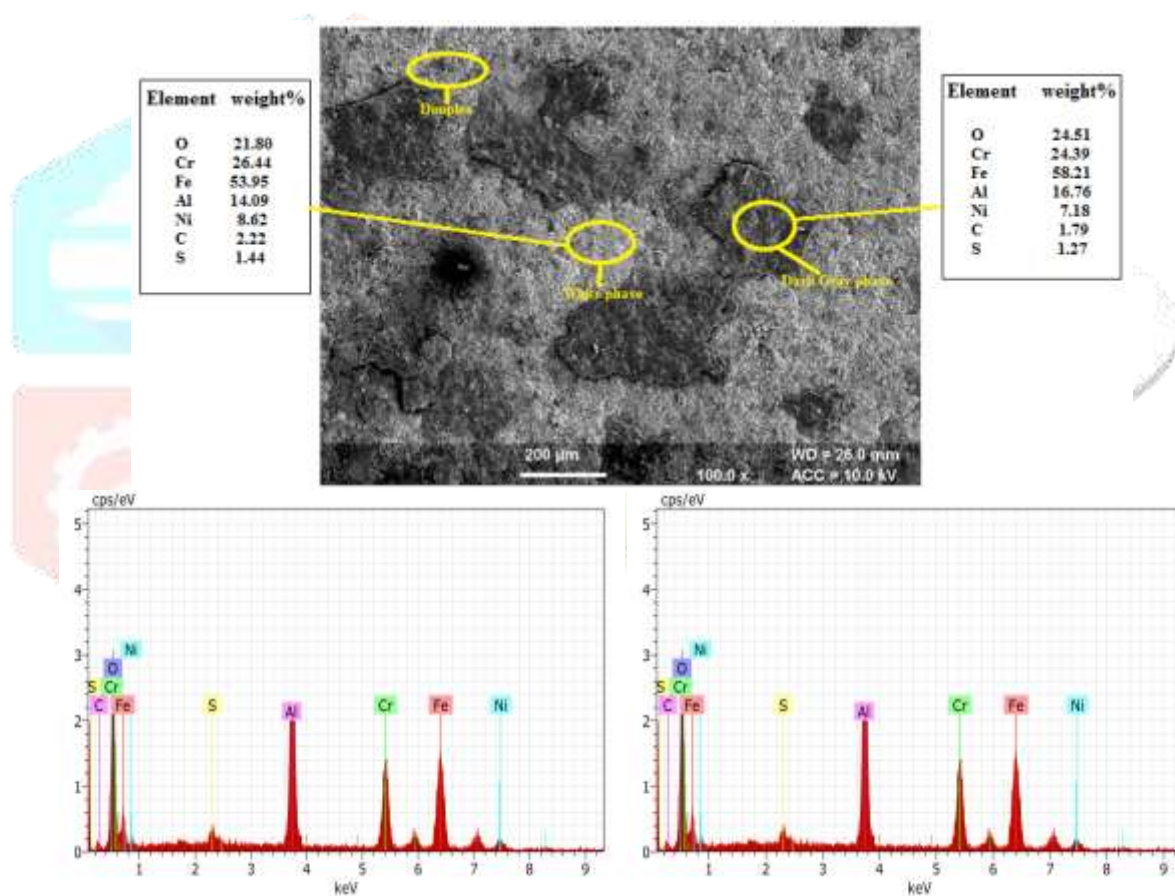 Element weight%
O 21.80
Cr 26.44
Fe 53.95
Al 14.09
Ni 8.62
C 2.22
S 1.44
Douplex
White phase
Dark Gray phase
200 µm
100.0 x
WD = 26.0 mm
ACC = 10.0 kV
Element weight%
O 24.51
Cr 24.39
Fe 58.21
Al 16.76
Ni 7.18
C 1.79
S 1.27
cps/eV
5
4
3
2
1
0
Ni
O
S Cr
C Fe
S
Al
Cr
Fe
Ni
1 2 3 4 5 6 7 8 9
keV
cps/eV
5
4
3
2
1
0
Ni
O
S Cr
C Fe
S
Al
Cr
Fe
Ni
1 2 3 4 5 6 7 8 9
keV